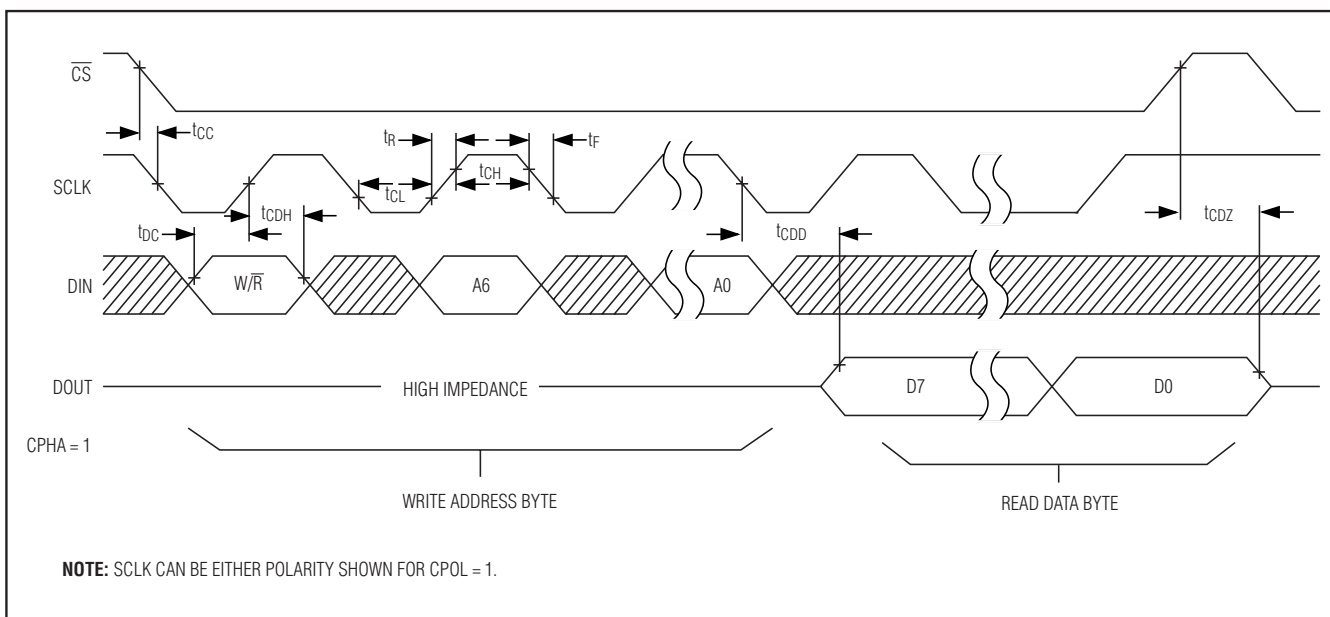 CS
tCC
tR
tF
SCLK
tCL
tCH
tCDH
tDC
tCDD
tCDZ
DIN
W/R
A6
A0
DOUT
HIGH IMPEDANCE
D7
D0
CPHA = 1
WRITE ADDRESS BYTE
READ DATA BYTE
NOTE: SCLK CAN BE EITHER POLARITY SHOWN FOR CPOL = 1.